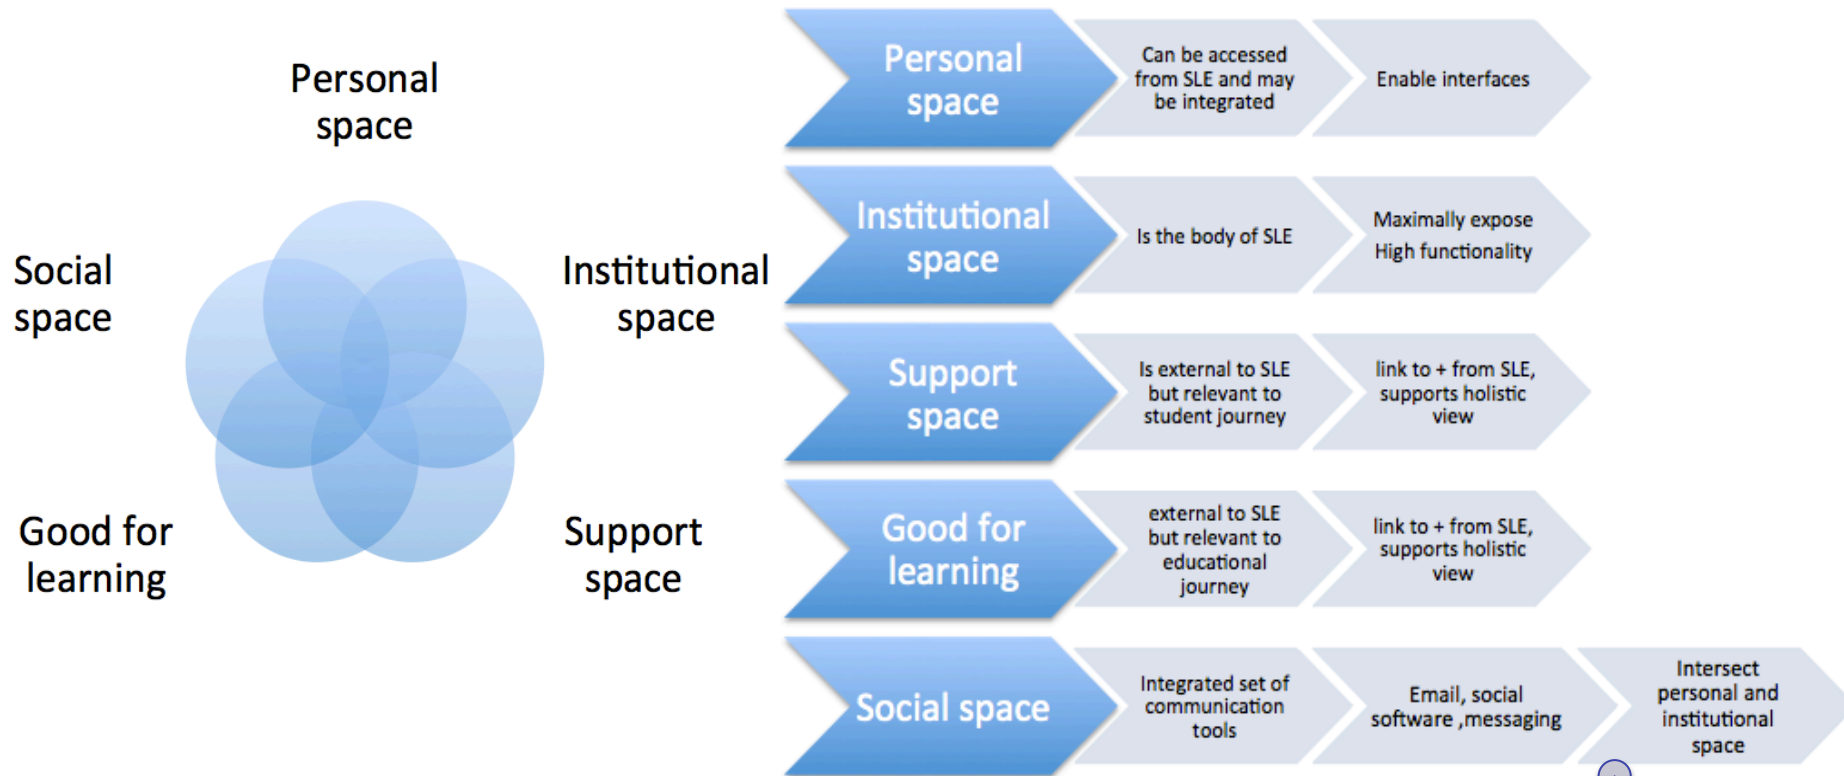 Personal
space
Social
space
Institutional
space
Good for
learning
Support
space
Personal
space
Can be accessed
from SLE and may
be integrated
Enable interfaces
Institutional
space
Is the body of SLE
Maximally expose
High functionality
Support
space
Is external to SLE
but relevant to
student journey
link to + from SLE,
supports holistic
view
Good for
learning
external to SLE
but relevant to
educational
journey
link to + from SLE,
supports holistic
view
Social space
Integrated set of
communication
tools
Email, social
software ,messaging
Intersect
personal and
institutional
space